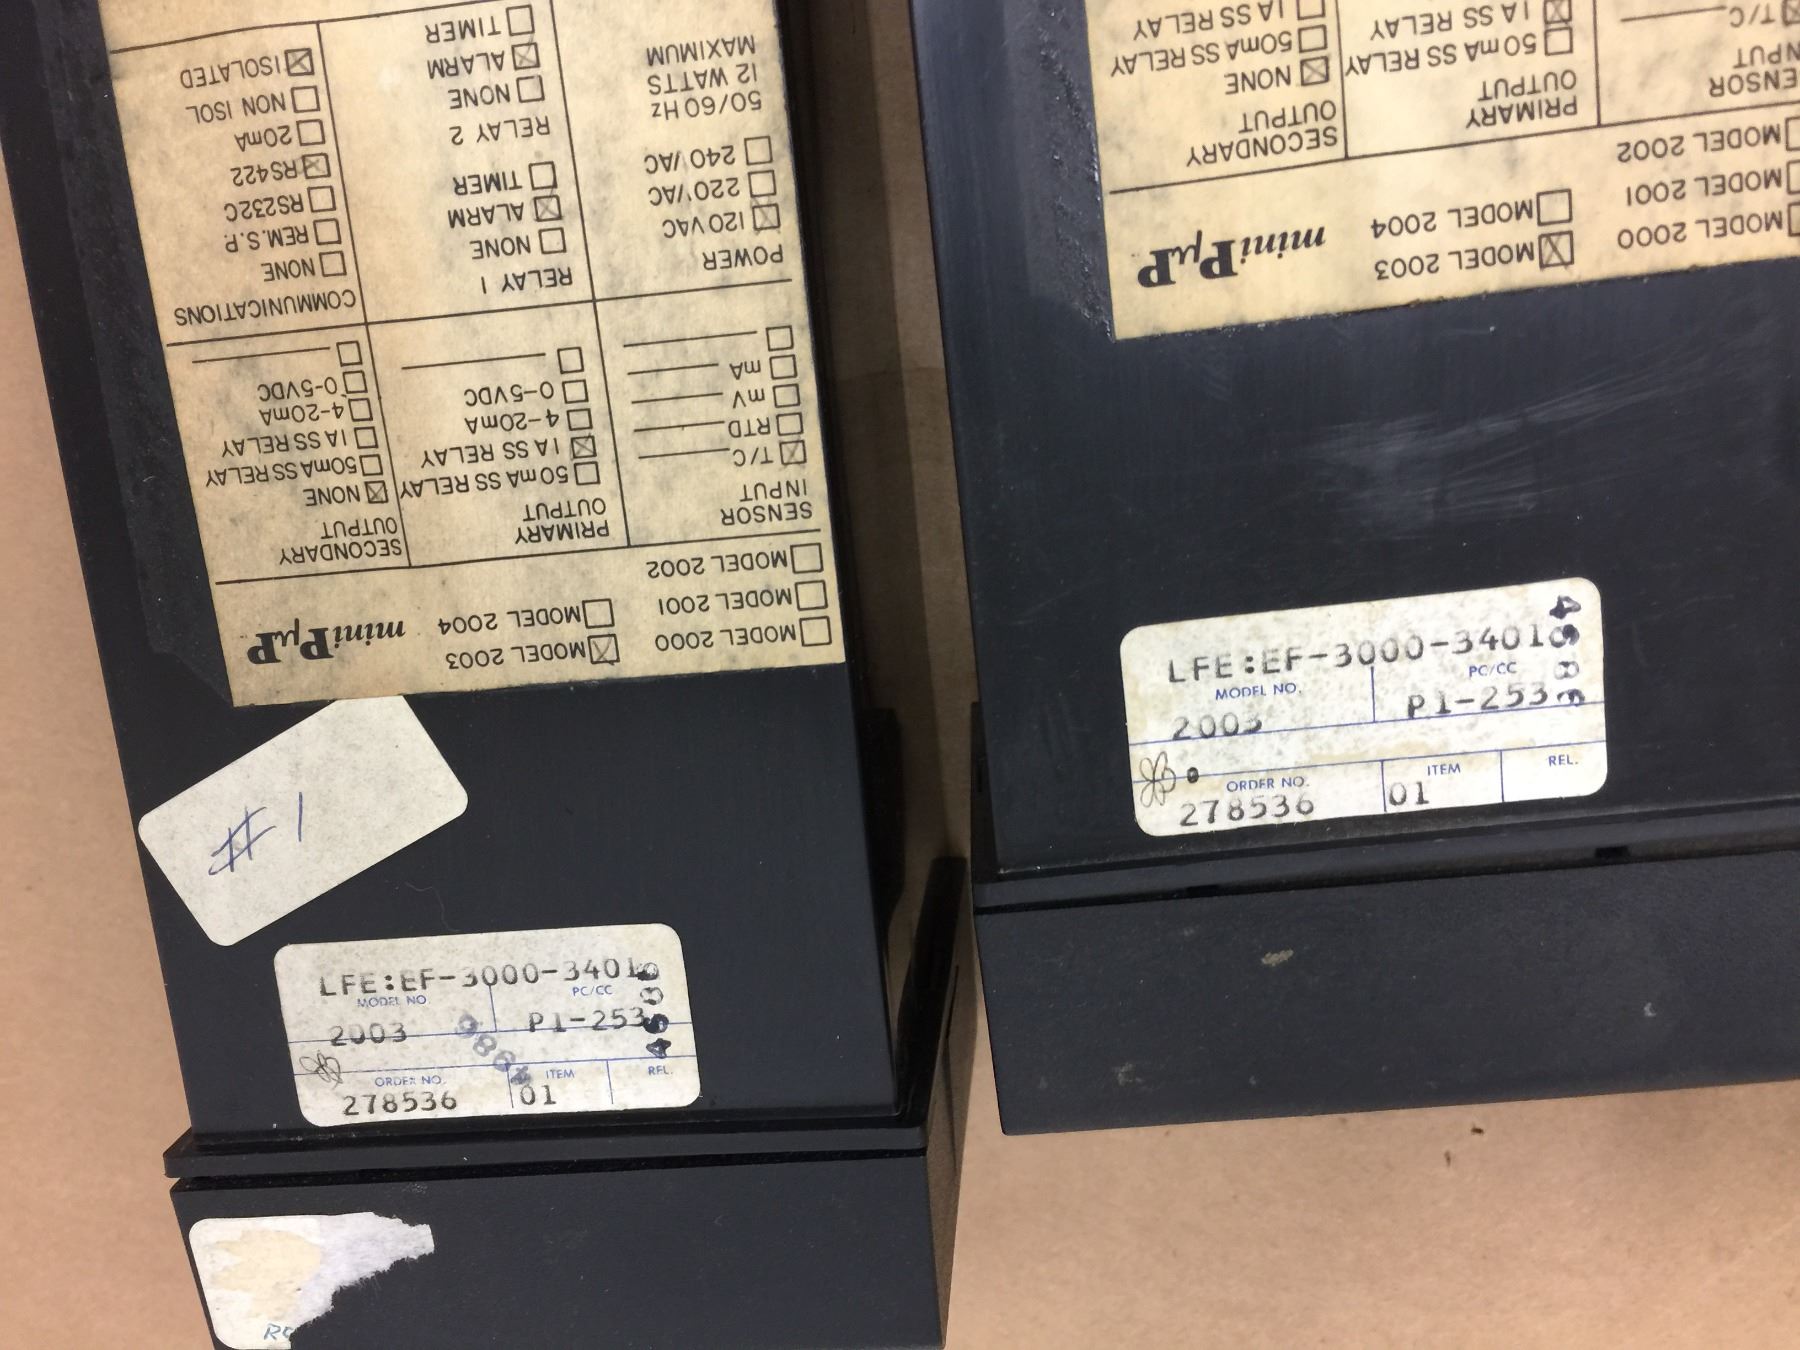 MODEL 2000
MODEL 2003
miniPµP
MODEL 2001
MODEL 2004
MODEL 2002
SENSOR INPUT
T/C
RTD
mV
mA
PRIMARY OUTPUT
50mA SS RELAY
1A SS RELAY
4-20mA
0-5VDC
SECONDARY OUTPUT
NONE
50mA SS RELAY
1A SS RELAY
4-20mA
0-5VDC
POWER
120 VAC
220 VAC
240 VAC
50/60 Hz
12 WATTS
MAXIMUM
RELAY 1
NONE
ALARM
TIMER
RELAY 2
NONE
ALARM
TIMER
COMMUNICATIONS
NONE
REM. S.P.
RS232C
RS422
20mA
NON ISOL
ISOLATED
#1
LFE:EF-3000-3401
MODEL NO.
PC/CC
2003
P1-253
ORDER NO.
ITEM
REL.
278536
01
MODEL 2000
MODEL 2003
miniPµP
MODEL 2001
MODEL 2004
MODEL 2002
SENSOR
INPUT
T/C
PRIMARY
OUTPUT
50mA SS RELAY
1A SS RELAY
SECONDARY
OUTPUT
NONE
50mA SS RELAY
1A SS RELAY
LFE:EF-3000-3401
MODEL NO.
PC/CC
2003
P1-253
ORDER NO.
ITEM
REL.
278536
01